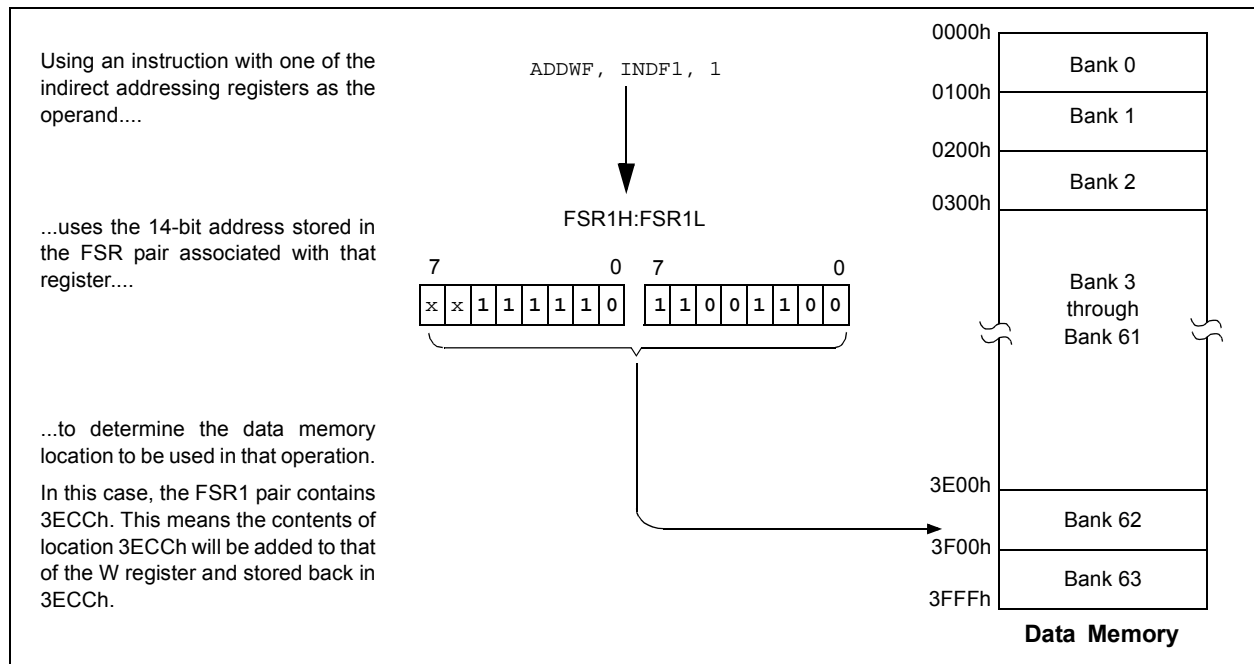 Using an instruction with one of the
indirect addressing registers as the
operand....
...uses the 14-bit address stored in
the FSR pair associated with that
register....
...to determine the data memory
location to be used in that operation.
In this case, the FSR1 pair contains
3ECCh. This means the contents of
location 3ECCh will be added to that
of the W register and stored back in
3ECCh.
ADDWF, INDF1, 1
FSR1H:FSR1L
7 0 7 0
x x 1 1 1 1 1 0 1 1 0 0 1 1 0 0
0000h
Bank 0
0100h
Bank 1
0200h
Bank 2
0300h
Bank 3
through
Bank 61
3E00h
Bank 62
3F00h
Bank 63
3FFFh
Data Memory